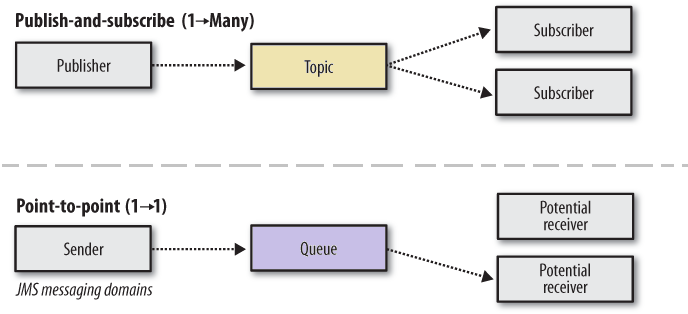 Publish-and-subscribe (1→Many)
Publisher
Topic
Subscriber
Subscriber
Point-to-point (1→1)
Sender
Queue
Potential
receiver
Potential
receiver
JMS messaging domains